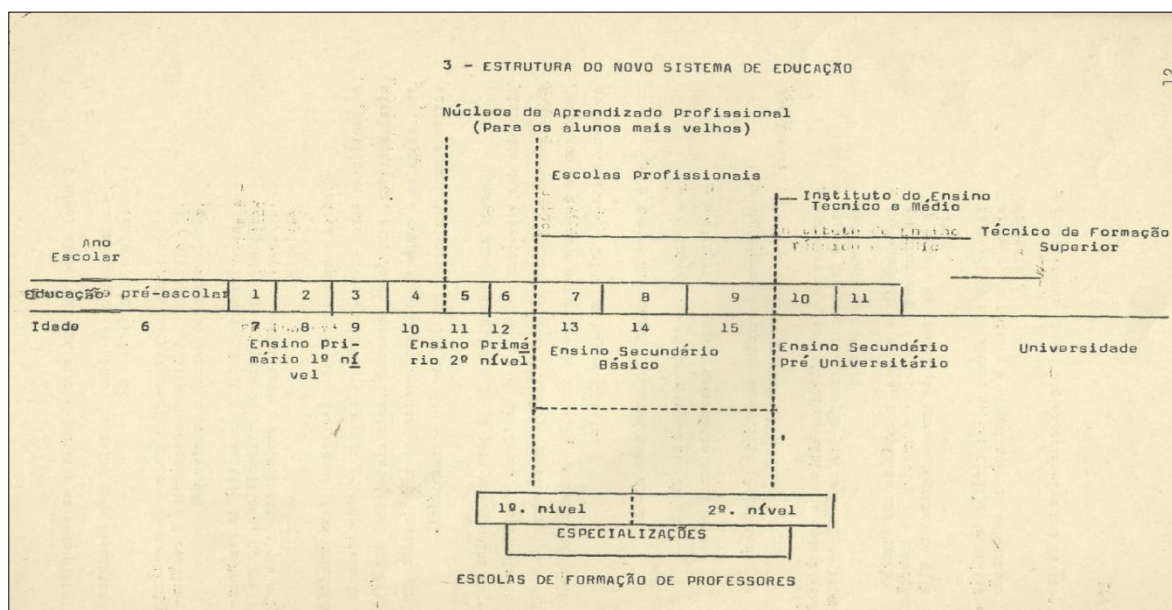 3 - ESTRUTURA DO NOVO SISTEMA DE EDUCAÇÃO
12
Núcleos de Aprendizado Profissional
(Para os alunos mais velhos)
Escolas Profissionais
Instituto do Ensino
Técnico e Médio
Técnico de Formação
Superior
Ano
Escolar
Educação pré-escolar 1 2 3 4 5 6 7 8 9 10 11
Idade 6 7 8 9 10 11 12 13 14 15
Ensino Pri-
mário 1º ní
vel
Ensino Primá
rio 2º nível
Ensino Secundário
Básico
Ensino Secundário
Pré Universitário
Universidade
1º. nivel 2º. nível
ESPECIALIZAÇÕES
ESCOLAS DE FORMAÇÃO DE PROFESSORES